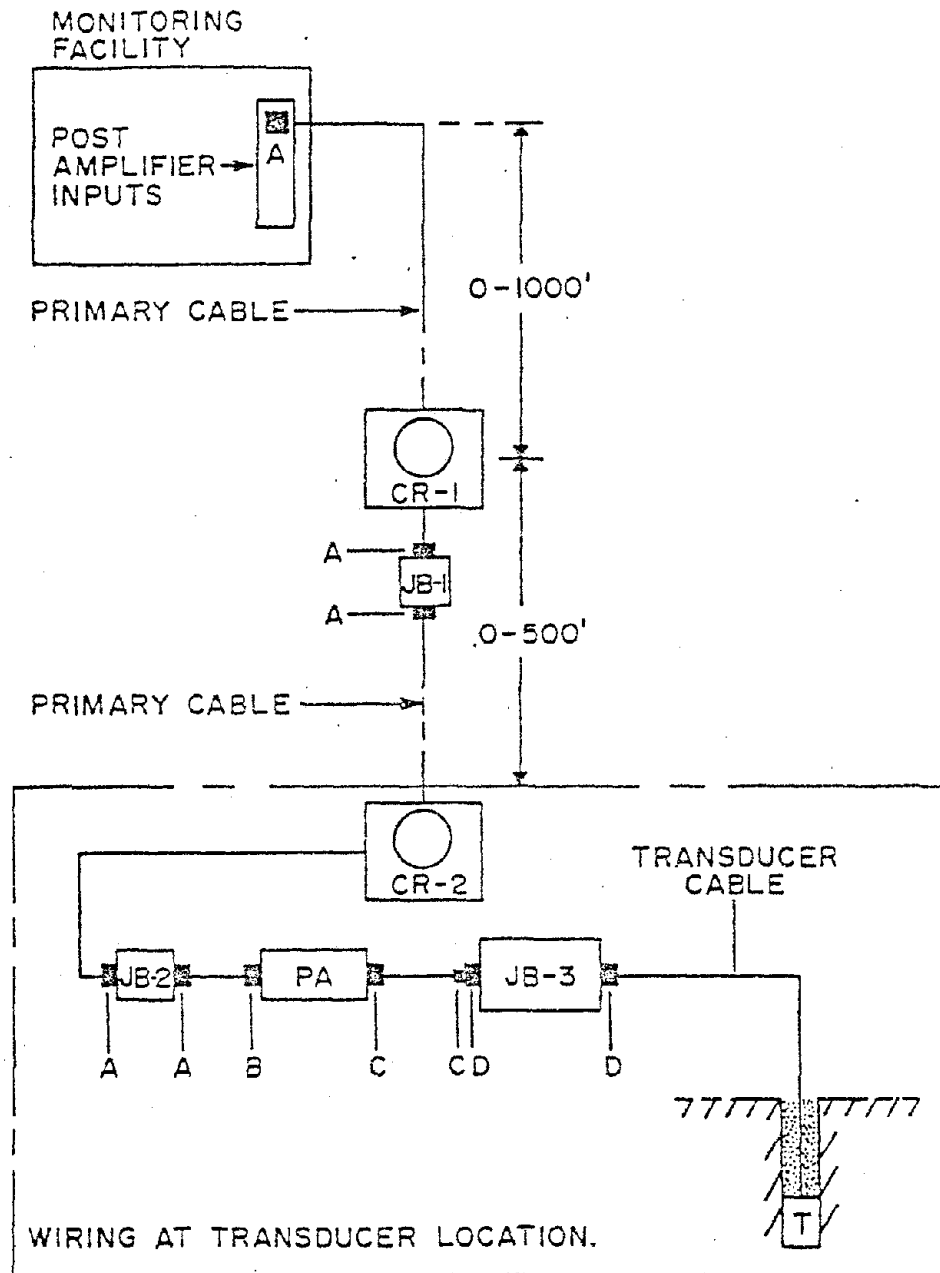 MONITORING
FACILITY
POST
AMPLIFIER
INPUTS
A
PRIMARY CABLE
0-1000'
CR-1
A
JB-1
A
0-500'
PRIMARY CABLE
CR-2
TRANSDUCER
CABLE
JB-2
PA
JB-3
A
A
B
C
C
D
D
T
WIRING AT TRANSDUCER LOCATION.